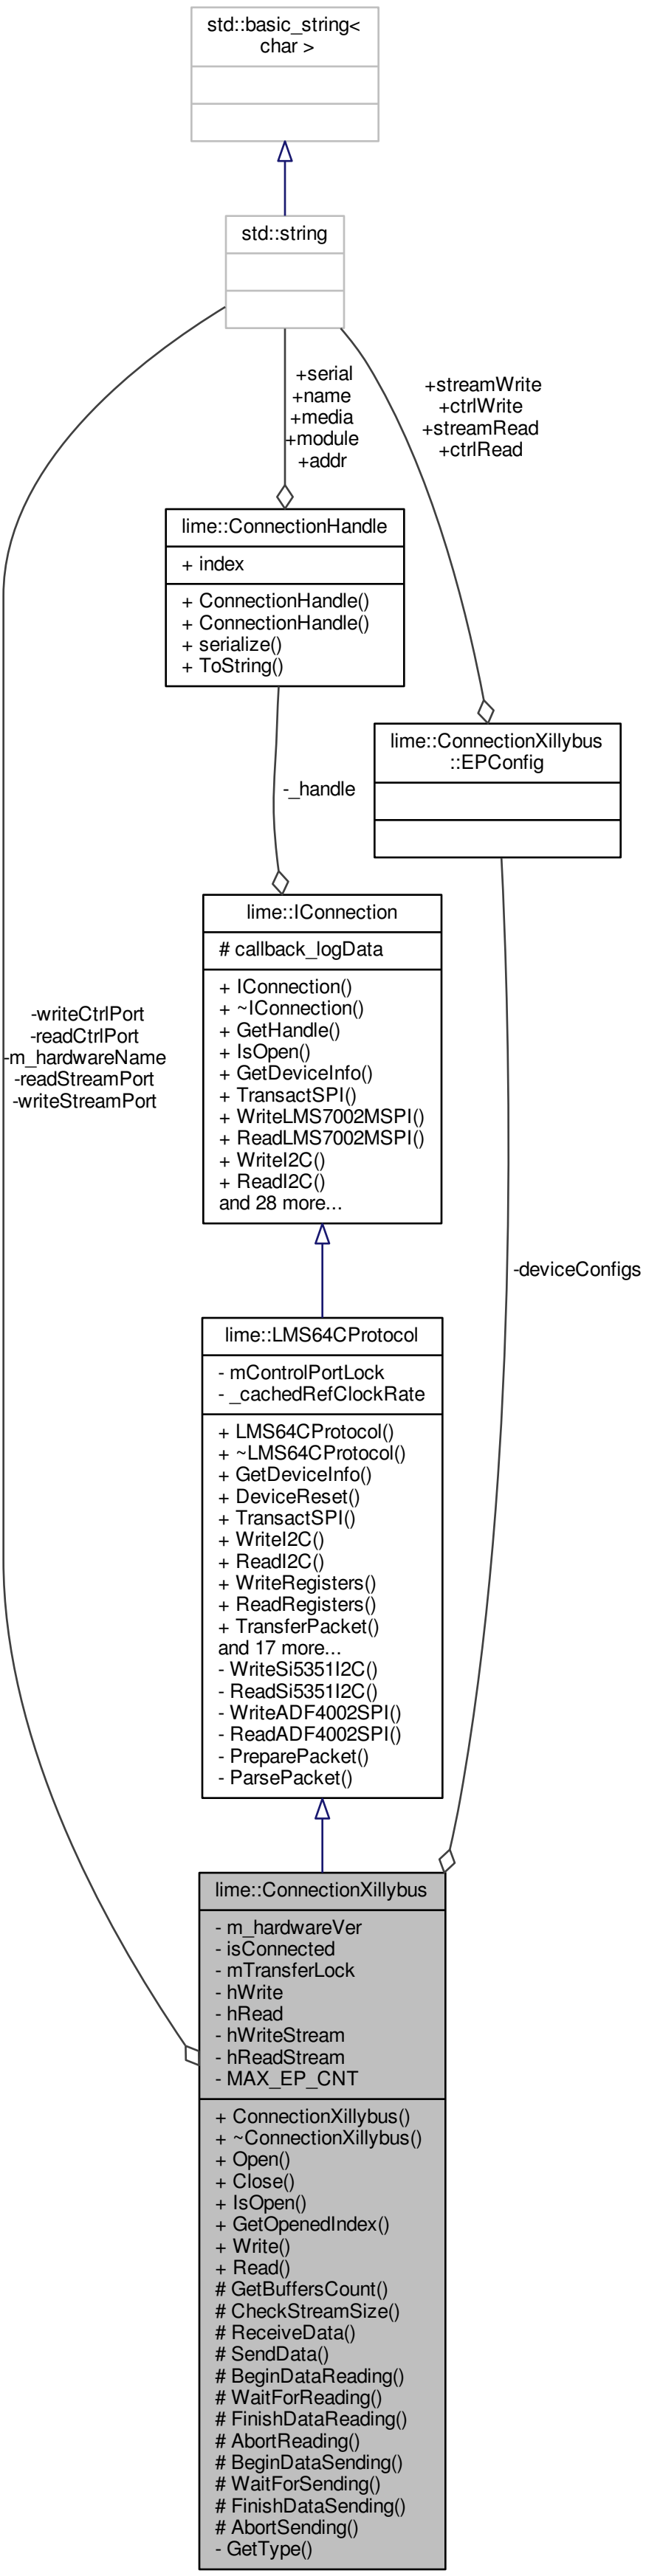 std::basic_string<
char >
std::string
+serial
+name
+media
+module
+addr
+streamWrite
+ctrlWrite
+streamRead
+ctrlRead
lime::ConnectionHandle
+ index
+ ConnectionHandle()
+ ConnectionHandle()
+ serialize()
+ ToString()
lime::ConnectionXillybus
::EPConfig
-_handle
lime::IConnection
# callback_logData
+ IConnection()
+ ~IConnection()
+ GetHandle()
+ IsOpen()
+ GetDeviceInfo()
+ TransactSPI()
+ WriteLMS7002MSPI()
+ ReadLMS7002MSPI()
+ WriteI2C()
+ ReadI2C()
and 28 more...
-writeCtrlPort
-readCtrlPort
-m_hardwareName
-readStreamPort
-writeStreamPort
-deviceConfigs
lime::LMS64CProtocol
- mControlPortLock
- _cachedRefClockRate
+ LMS64CProtocol()
+ ~LMS64CProtocol()
+ GetDeviceInfo()
+ DeviceReset()
+ TransactSPI()
+ WriteI2C()
+ ReadI2C()
+ WriteRegisters()
+ ReadRegisters()
+ TransferPacket()
and 17 more...
- WriteSi5351I2C()
- ReadSi5351I2C()
- WriteADF4002SPI()
- ReadADF4002SPI()
- PreparePacket()
- ParsePacket()
lime::ConnectionXillybus
- m_hardwareVer
- isConnected
- mTransferLock
- hWrite
- hRead
- hWriteStream
- hReadStream
- MAX_EP_CNT
+ ConnectionXillybus()
+ ~ConnectionXillybus()
+ Open()
+ Close()
+ IsOpen()
+ GetOpenedIndex()
+ Write()
+ Read()
# GetBuffersCount()
# CheckStreamSize()
# ReceiveData()
# SendData()
# BeginDataReading()
# WaitForReading()
# FinishDataReading()
# AbortReading()
# BeginDataSending()
# WaitForSending()
# FinishDataSending()
# AbortSending()
- GetType()